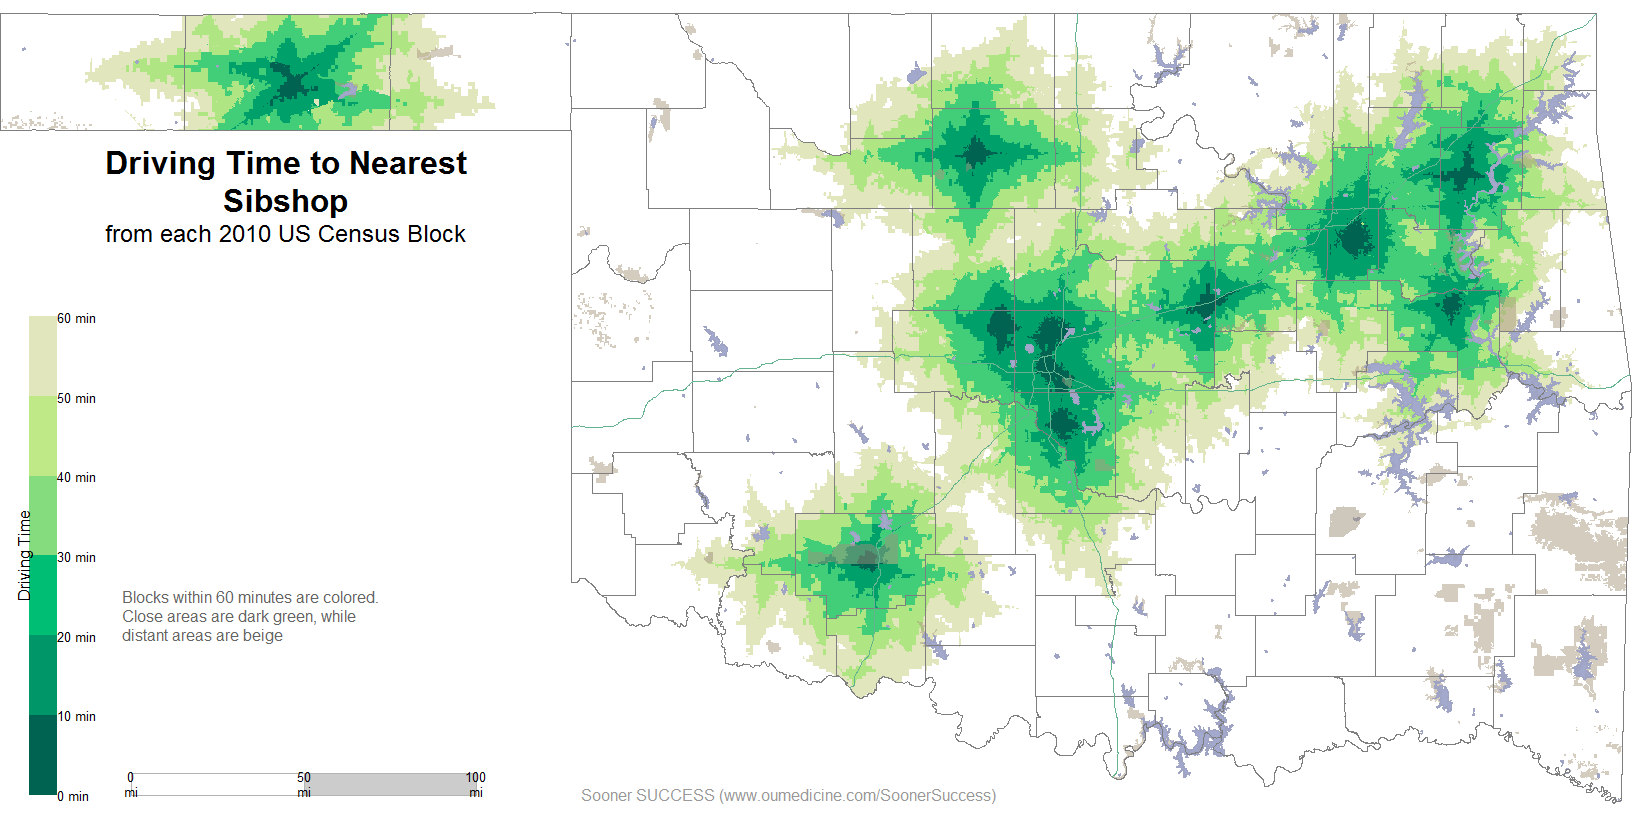 Driving Time to Nearest
Sibshop
from each 2010 US Census Block
60 min
50 min
40 min
30 min
20 min
10 min
0 min
Driving Time
Blocks within 60 minutes are colored.
Close areas are dark green, while
distant areas are beige
0 50 100
mi mi mi
Sooner SUCCESS (www.oumedicine.com/SoonerSuccess)